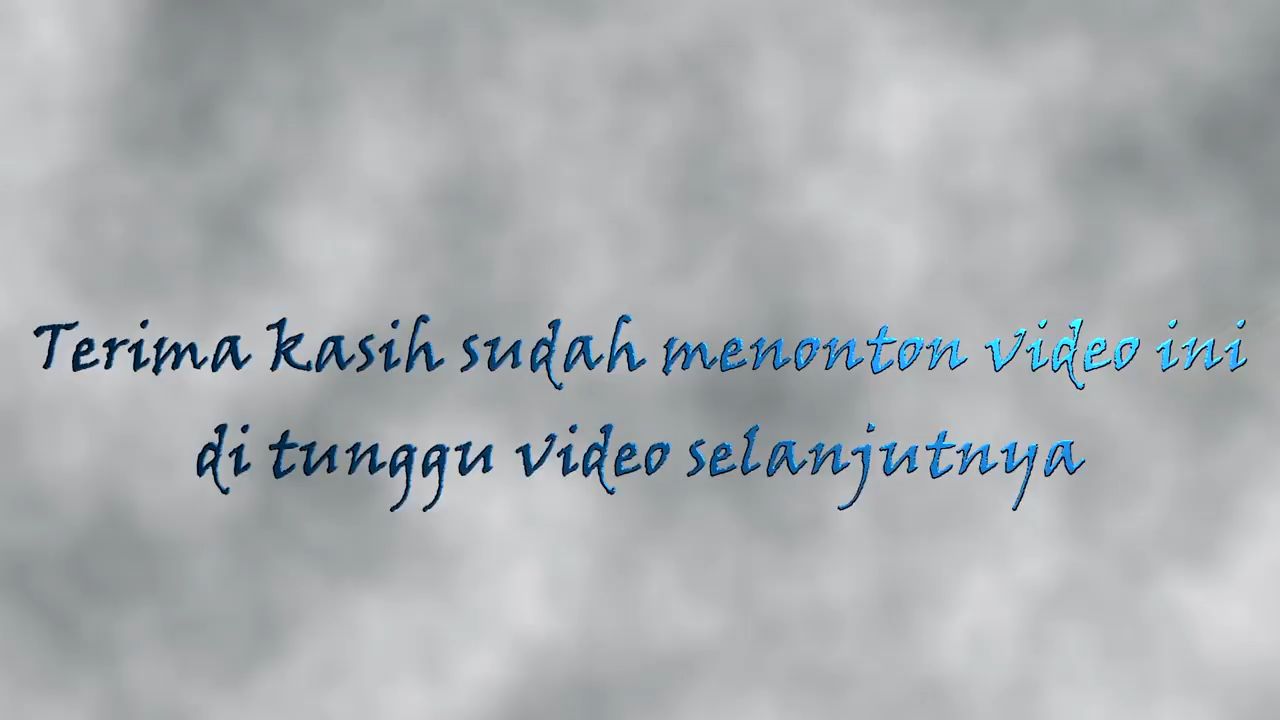 Terima kasih sudah menonton video ini
di tunggu video selanjutnya